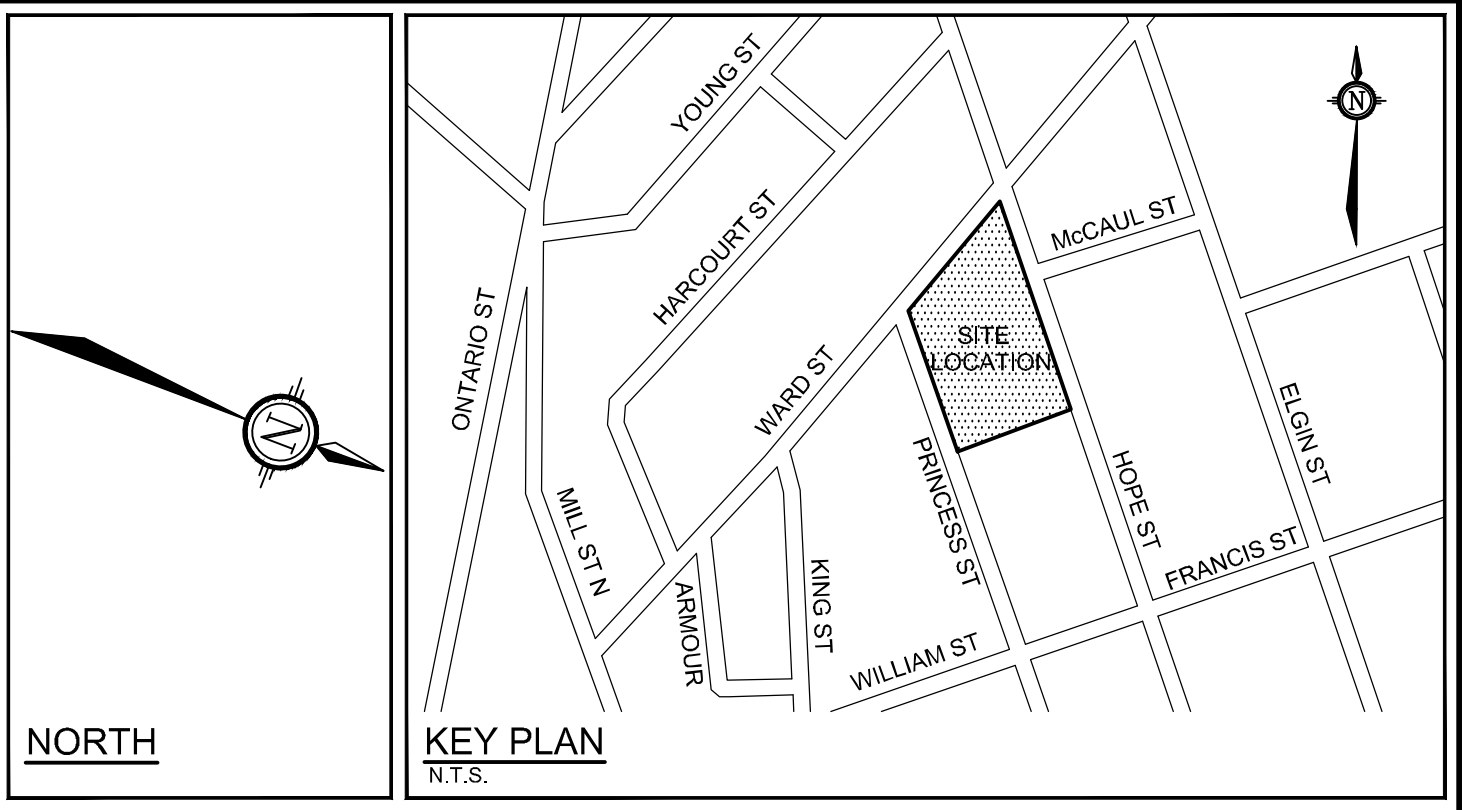 N
NORTH
YOUNG ST
N
HARCOURT ST
McCAUL ST
ONTARIO ST
SITE
LOCATION
WARD ST
ELGIN ST
PRINCESS ST
HOPE ST
MILL ST N
FRANCIS ST
KING ST
ARMOUR
WILLIAM ST
KEY PLAN
N.T.S.